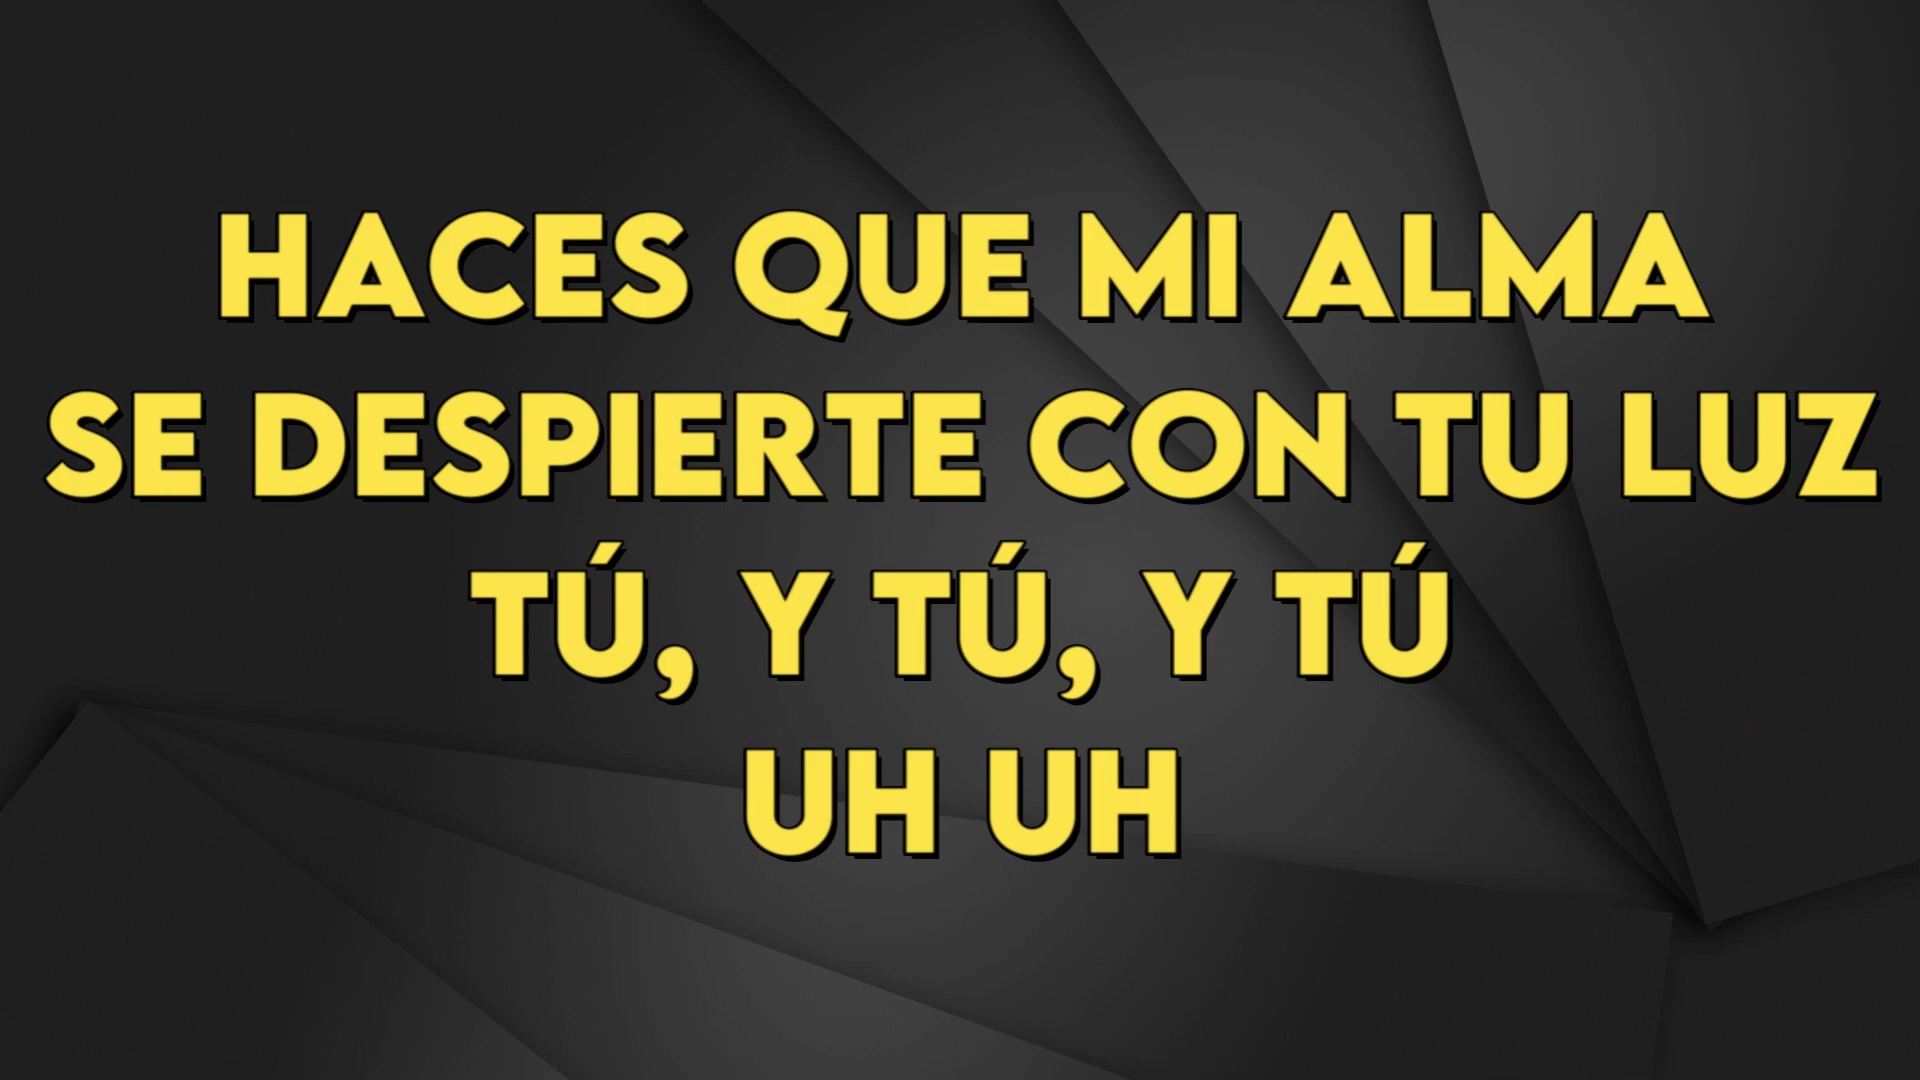 HACES QUE MI ALMA
SE DESPIERTE CON TU LUZ
TÚ, Y TÚ, Y TÚ
UH UH